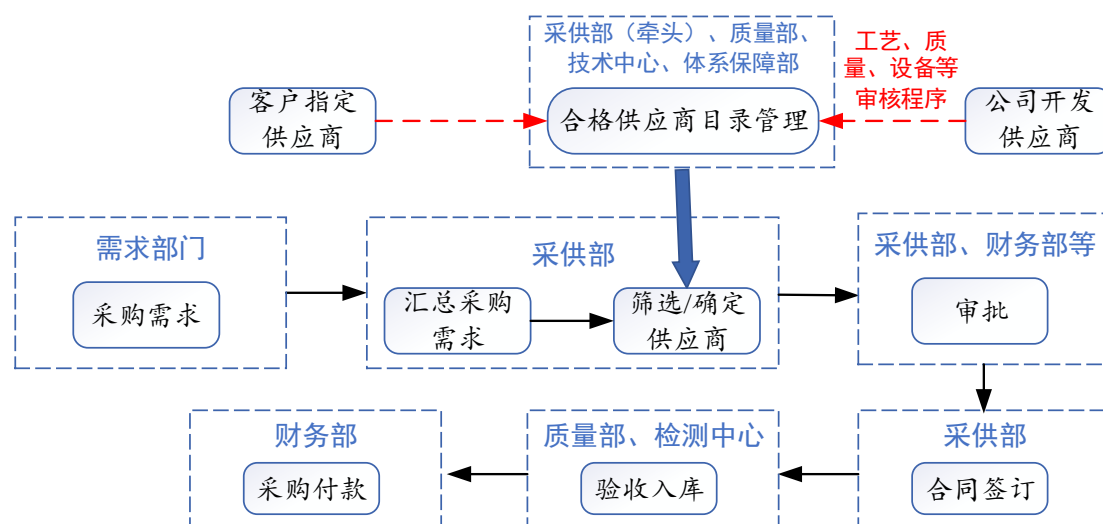 采供部（牵头）、质量部、
技术中心、体系保障部
工艺、质
量、设备等
审核程序
客户指定
供应商
合格供应商目录管理
公司开发
供应商
需求部门
采购需求
采供部
汇总采购
需求
筛选/确定
供应商
采供部、财务部等
审批
财务部
采购付款
质量部、检测中心
验收入库
采供部
合同签订